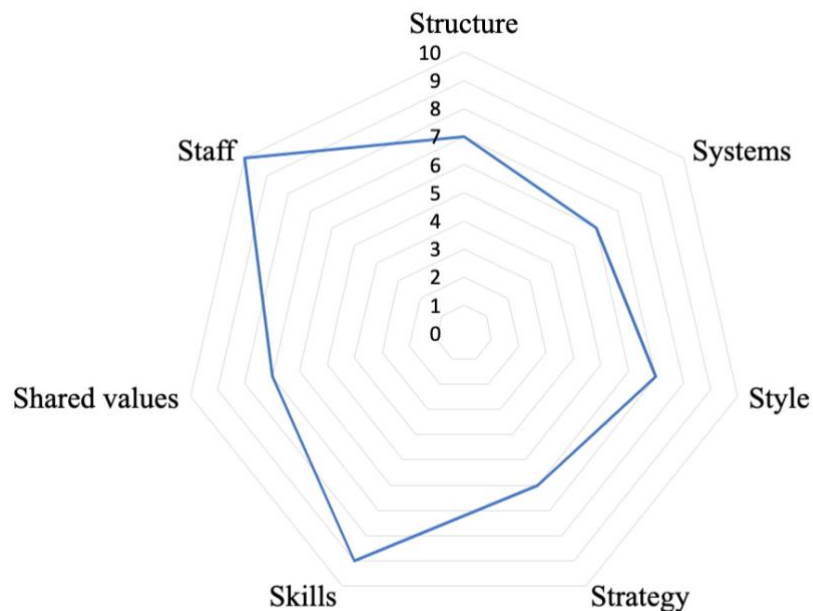 Structure
10
9
8
7
6
5
4
3
2
1
0
Systems
Style
Strategy
Skills
Shared values
Staff